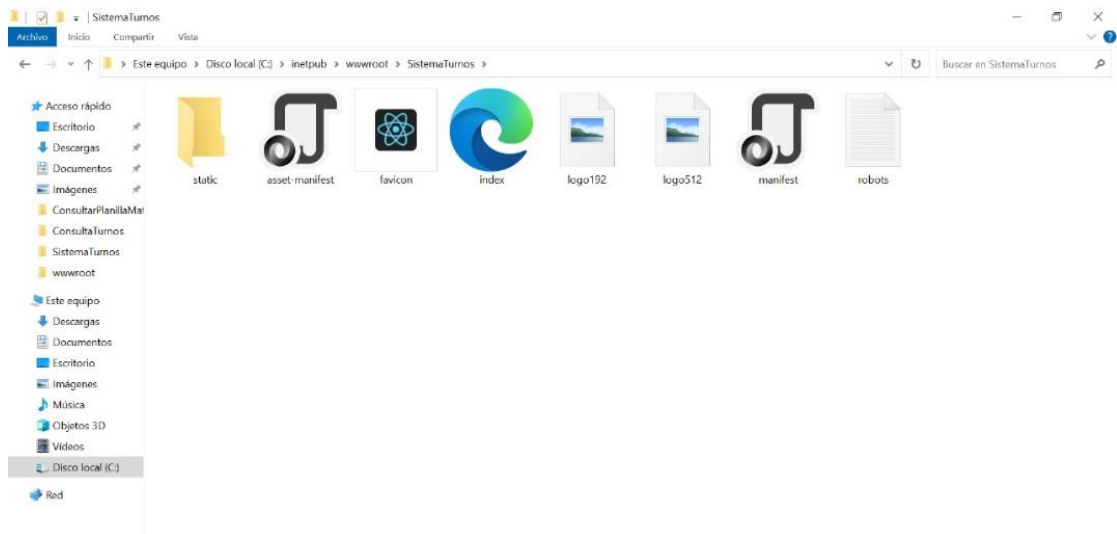 SistemaTurnos
Archivo Inicio Compartir Vista
Este equipo > Disco local (C:) > inetpub > wwwroot > SistemaTurnos >
Buscar en SistemaTurnos
Acceso rápido
Escritorio
Descargas
Documentos
Imágenes
ConsultarPlanillaMat
ConsultaTurnos
SistemaTurnos
wwwroot
Este equipo
Descargas
Documentos
Escritorio
Imágenes
Música
Objetos 3D
Vídeos
Disco local (C:)
Red
static asset-manifest favicon index logo192 logo512 manifest robots